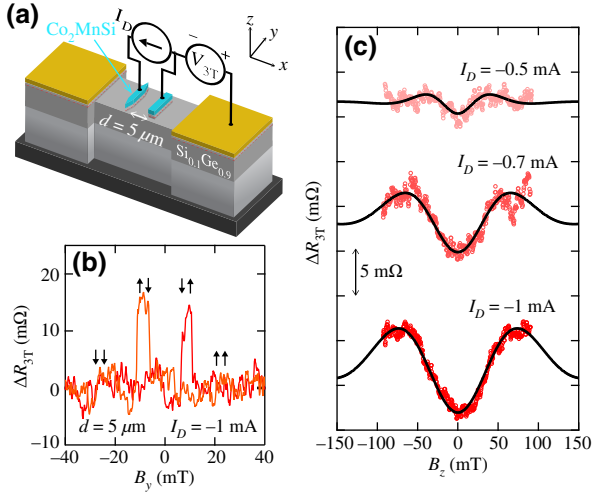 (a)
I_D
Co₂MnSi
−
+
V_3T
z
y
x
d = 5 μm
Si₀.₁Ge₀.₉
(b)
ΔR_3T (mΩ)
20
10
0
−10
d = 5 μm
I_D = −1 mA
−40
−20
0
20
40
B_y (mT)
(c)
I_D = −0.5 mA
I_D = −0.7 mA
5 mΩ
I_D = −1 mA
ΔR_3T (mΩ)
−150
−100
−50
0
50
100
150
B_z (mT)